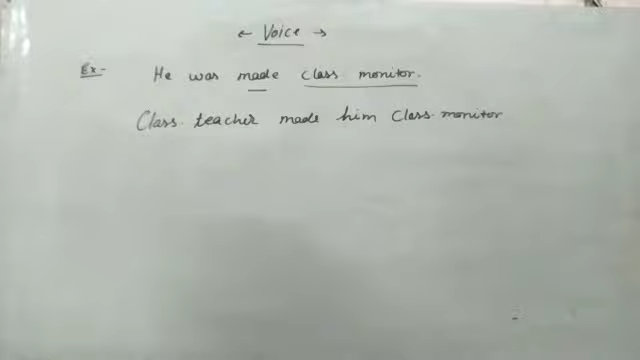 ← Voice →
Ex- He was made class monitor.
Class teacher made him Class monitor